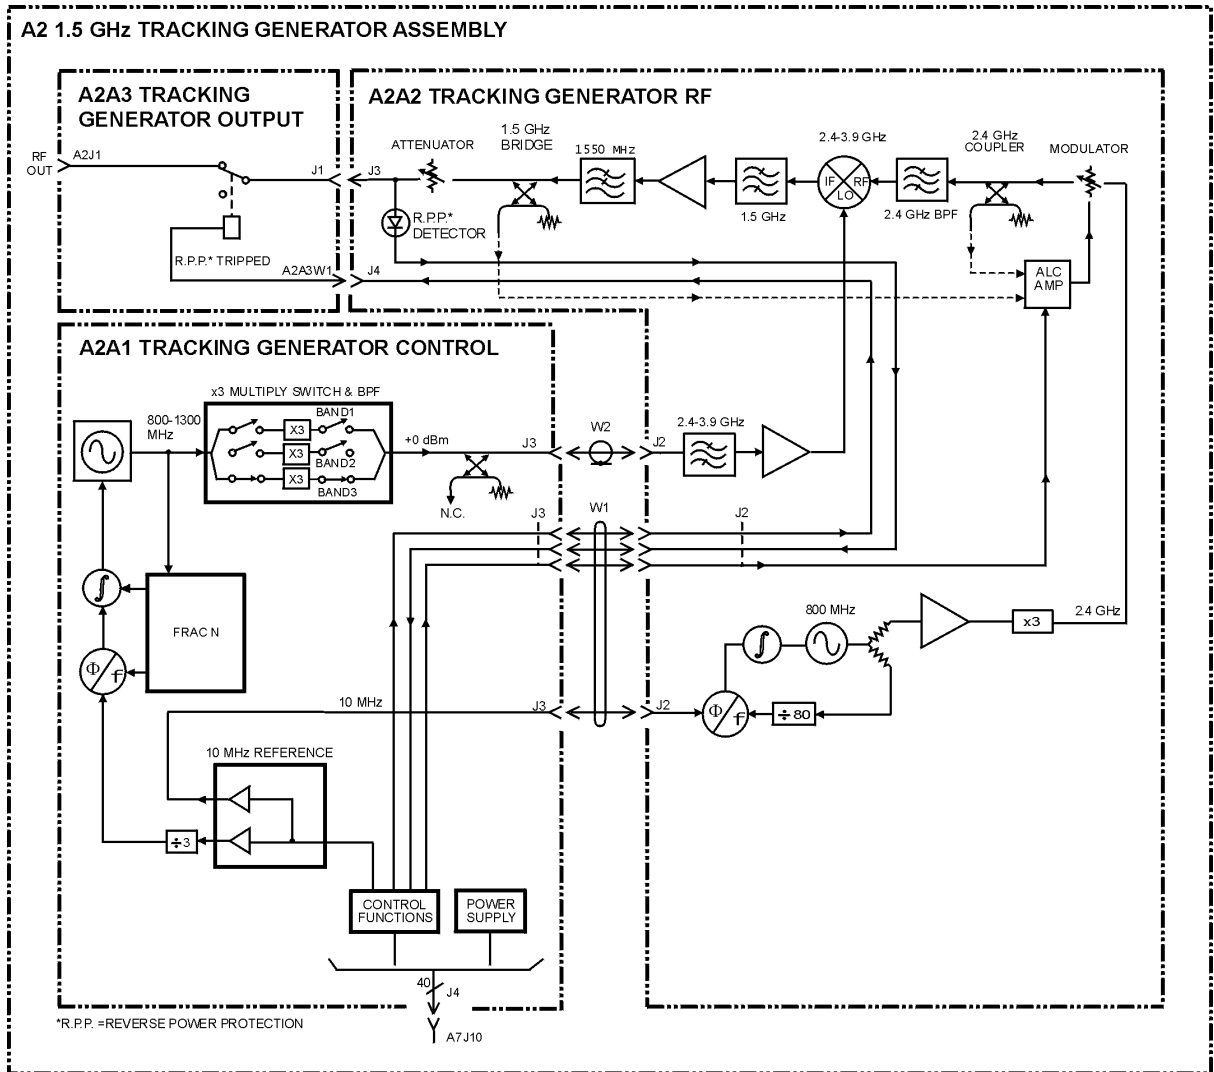 A2 1.5 GHz TRACKING GENERATOR ASSEMBLY
A2A3 TRACKING
GENERATOR OUTPUT
RF
OUT
A2J1
J1
R.P.P.* TRIPPED
A2A3W1
A2A2 TRACKING GENERATOR RF
J3
ATTENUATOR
1.5 GHz
BRIDGE
1550 MHz
1.5 GHz
2.4-3.9 GHz
IF
RF
LO
2.4 GHz BPF
2.4 GHz
COUPLER
MODULATOR
R.P.P.*
DETECTOR
J4
ALC
AMP
A2A1 TRACKING GENERATOR CONTROL
x3 MULTIPLY SWITCH & BPF
800-1300
MHz
BAND1
X3
X3
BAND2
X3
BAND3
+0 dBm
J3
N.C.
W2
J2
2.4-3.9 GHz
J3
W1
J2
FRAC N
Φ
f
800 MHz
x3
2.4 GHz
10 MHz
J3
J2
Φ
f
÷80
10 MHz REFERENCE
÷3
CONTROL
FUNCTIONS
POWER
SUPPLY
40
J4
A7J10
*R.P.P. =REVERSE POWER PROTECTION